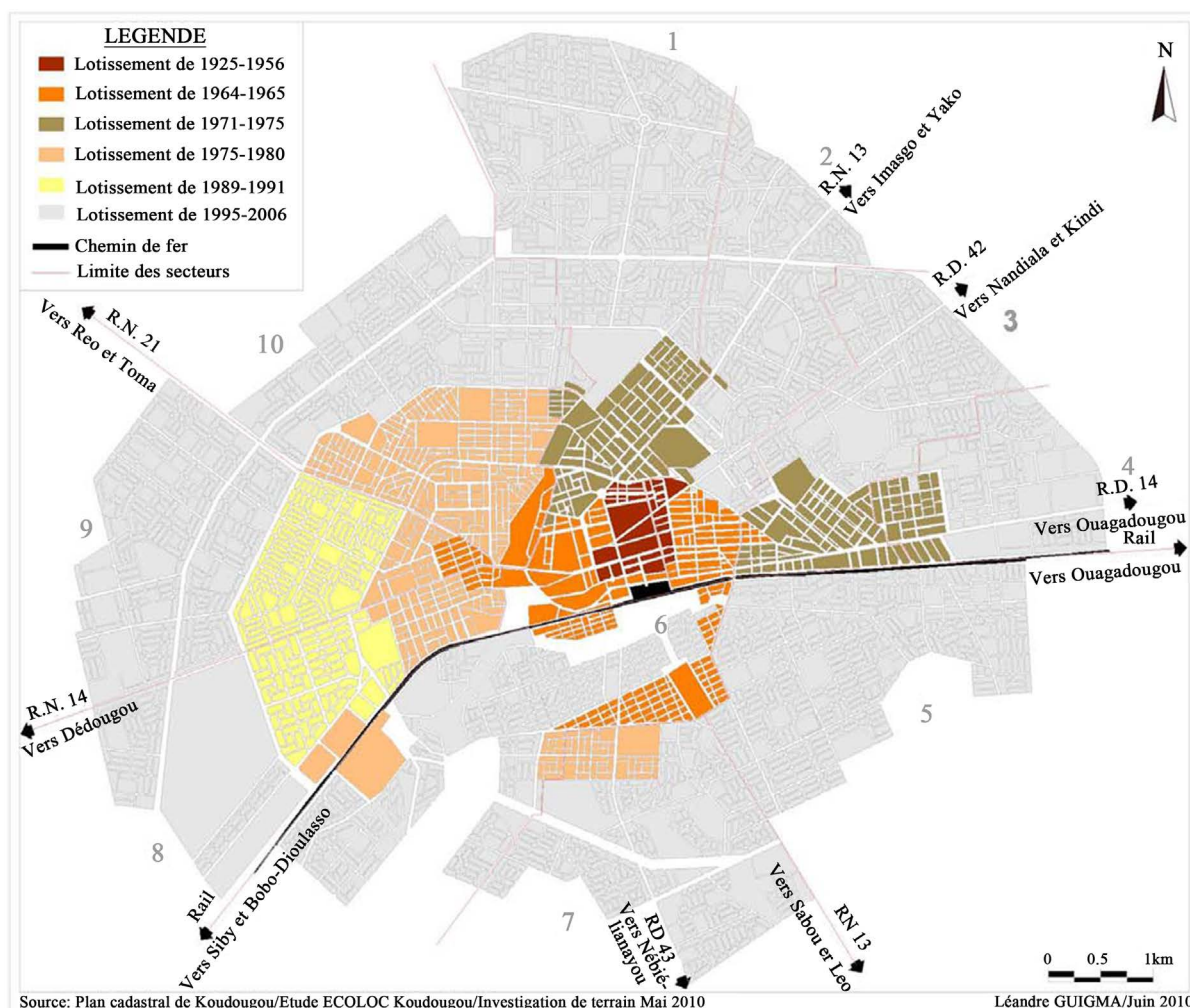 LEGENDE
Lotissement de 1925-1956
Lotissement de 1964-1965
Lotissement de 1971-1975
Lotissement de 1975-1980
Lotissement de 1989-1991
Lotissement de 1995-2006
Chemin de fer
Limite des secteurs
N
1
2
R.N. 13
Vers Imasgo et Yako
R.D. 42
Vers Nandiala et Kindi
3
R.N. 21
Vers Reo et Toma
10
4
R.D. 14
Vers Ouagadougou
Rail
Vers Ouagadougou
9
6
5
R.N. 14
Vers Dédougou
8
Rail
Vers Siby et Bobo-Dioulasso
7
RD 43
Vers Nébié-
lianayou
Vers Sabou er Leo
RN 13
0 0.5 1km
Source: Plan cadastral de Koudougou/Etude ECOLOC Koudougou/Investigation de terrain Mai 2010
Léandre GUIGMA/Juin 2010